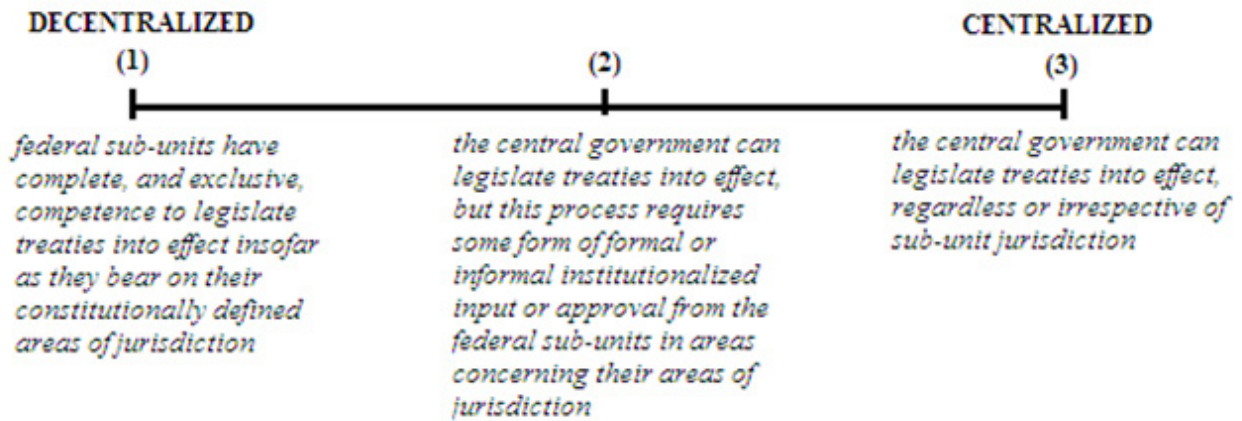 DECENTRALIZED
(1)
(2)
CENTRALIZED
(3)
federal sub-units have
complete, and exclusive,
competence to legislate
treaties into effect insofar
as they bear on their
constitutionally defined
areas of jurisdiction
the central government can
legislate treaties into effect,
but this process requires
some form of formal or
informal institutionalized
input or approval from the
federal sub-units in areas
concerning their areas of
jurisdiction
the central government can
legislate treaties into effect,
regardless or irrespective of
sub-unit jurisdiction